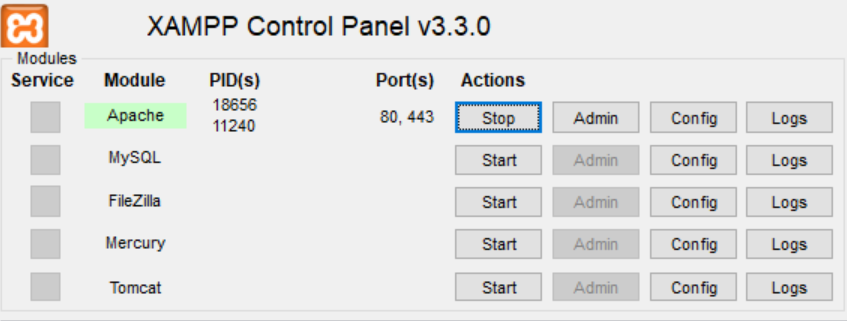 XAMPP Control Panel v3.3.0
Modules
Service Module PID(s) Port(s) Actions
Apache 18656 11240 80, 443 Stop Admin Config Logs
MySQL Start Admin Config Logs
FileZilla Start Admin Config Logs
Mercury Start Admin Config Logs
Tomcat Start Admin Config Logs